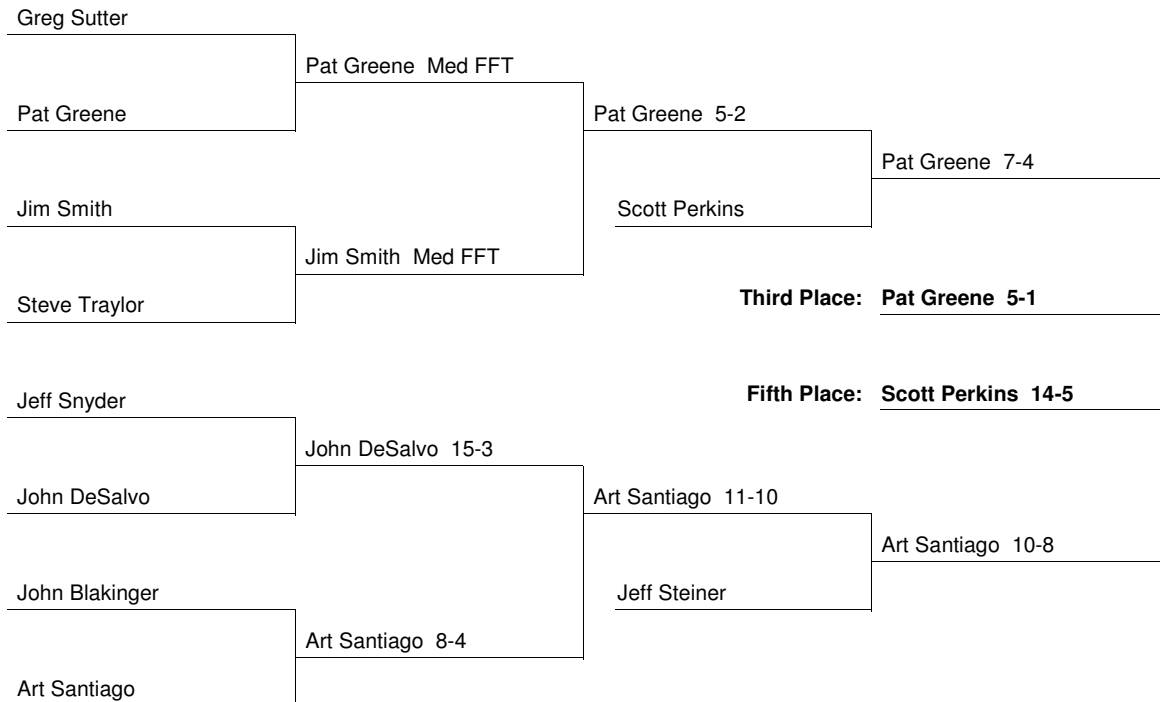 Greg Sutter
Pat Greene  Med FFT
Pat Greene
Pat Greene  5-2
Pat Greene  7-4
Jim Smith
Scott Perkins
Jim Smith  Med FFT
Steve Traylor
Third Place:  Pat Greene  5-1
Jeff Snyder
Fifth Place:  Scott Perkins  14-5
John DeSalvo  15-3
John DeSalvo
Art Santiago  11-10
Art Santiago  10-8
John Blakinger
Jeff Steiner
Art Santiago  8-4
Art Santiago